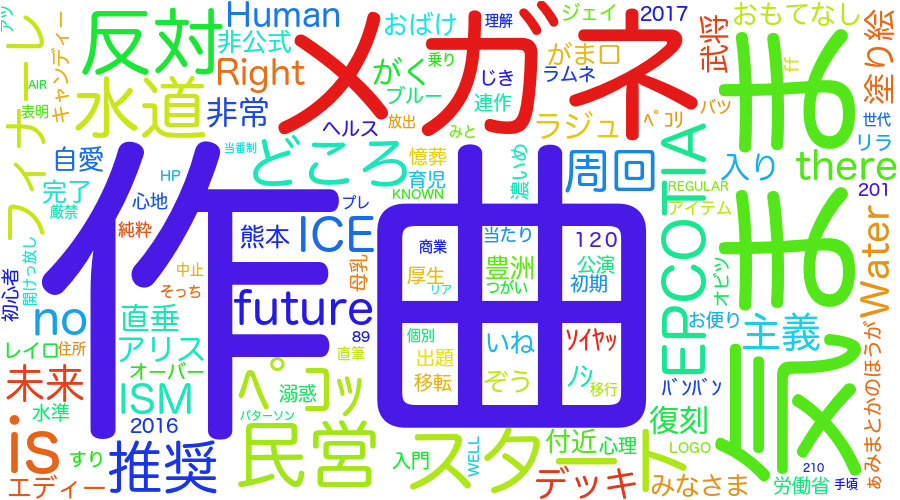 アツ
キャンディー
フィナーレ
AIR
表明
反対
水道
Human
非公式
Right
非常
おばけ
理解
ジェイ
2017
おもてなし
メガネ
がく
乗り
がま口
じき
ラムネ
ブルー
連作
放出
ヘルス
みと
ラジュ
ﾍﾟｺﾘ
バツ
武将
ff
塗り絵
世代
リラ
自愛
完了
厳禁
HP
心地
純粋
どころ
当番制
憶葬
育児
KNOWN
濃いめ
周回
REGULAR
アイテム
入り
there
201
気まま
EPCOTIA
Water
初心者
開けっ放し
中止
そっち
熊本
ICE
プレ
母乳
作曲
商業
当たり
120
厚生
豊洲
公演
リア
つがい
初期
オビツ
お便り
主義
no
直垂
future
89
レイロ
住所
アリス
オーバー
直筆
個別
いね
ｿｲﾔｯ
出題
移転
ぞう
ﾉｼ
移行
ﾊﾞﾝﾊﾞﾝ
あみまとかのほうが
未来
水準
ISM
ﾍﾟｺｯ
溺惑
2016
パターソン
復刻
is
すり
推奨
民営
スタート
入門
WELL
付近
心理
LOGO
エディー
デッキ
みなさま
210
労働省
手頃